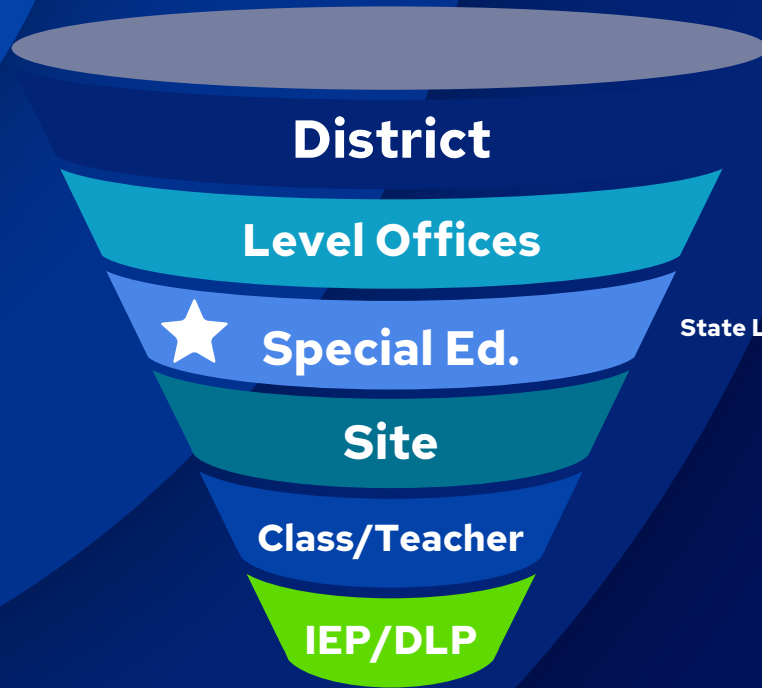 District
Level Offices
Special Ed.
State L
Site
Class/Teacher
IEP/DLP